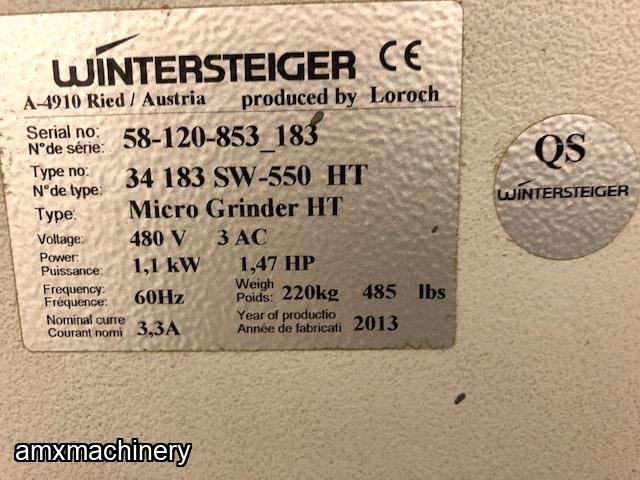 WINTERSTEIGER CE
A-4910 Ried / Austria produced by Loroch
Serial no: 58-120-853_183
N°de série:
Type no: 34 183 SW-550 HT
N°de type:
Type: Micro Grinder HT
Voltage: 480 V 3 AC
Power: 1,1 kW 1,47 HP
Puissance:
Frequency: 60Hz Weigh 220kg 485 lbs
Fréquence: Poids:
Nominal curre 3,3A Year of productio 2013
Courant nomi Année de fabricati
QS
WINTERSTEIGER
amxmachinery